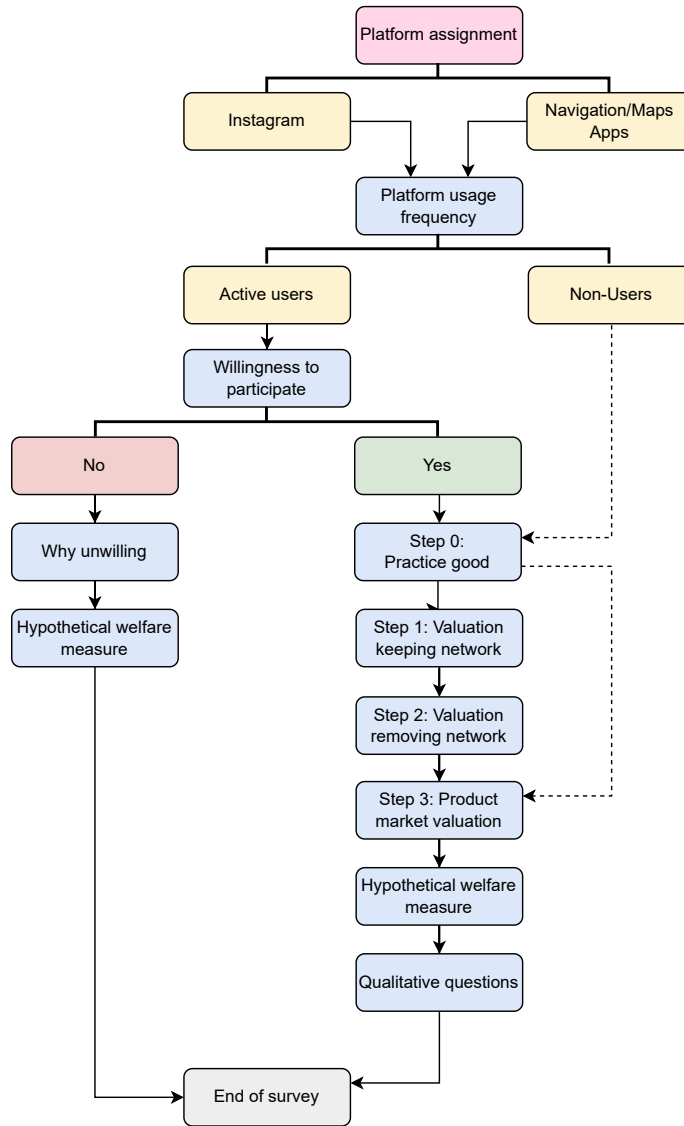 Platform assignment
Instagram
Navigation/Maps
Apps
Platform usage
frequency
Active users
Non-Users
Willingness to
participate
No
Yes
Why unwilling
Step 0:
Practice good
Hypothetical welfare
measure
Step 1: Valuation
keeping network
Step 2: Valuation
removing network
Step 3: Product
market valuation
Hypothetical welfare
measure
Qualitative questions
End of survey